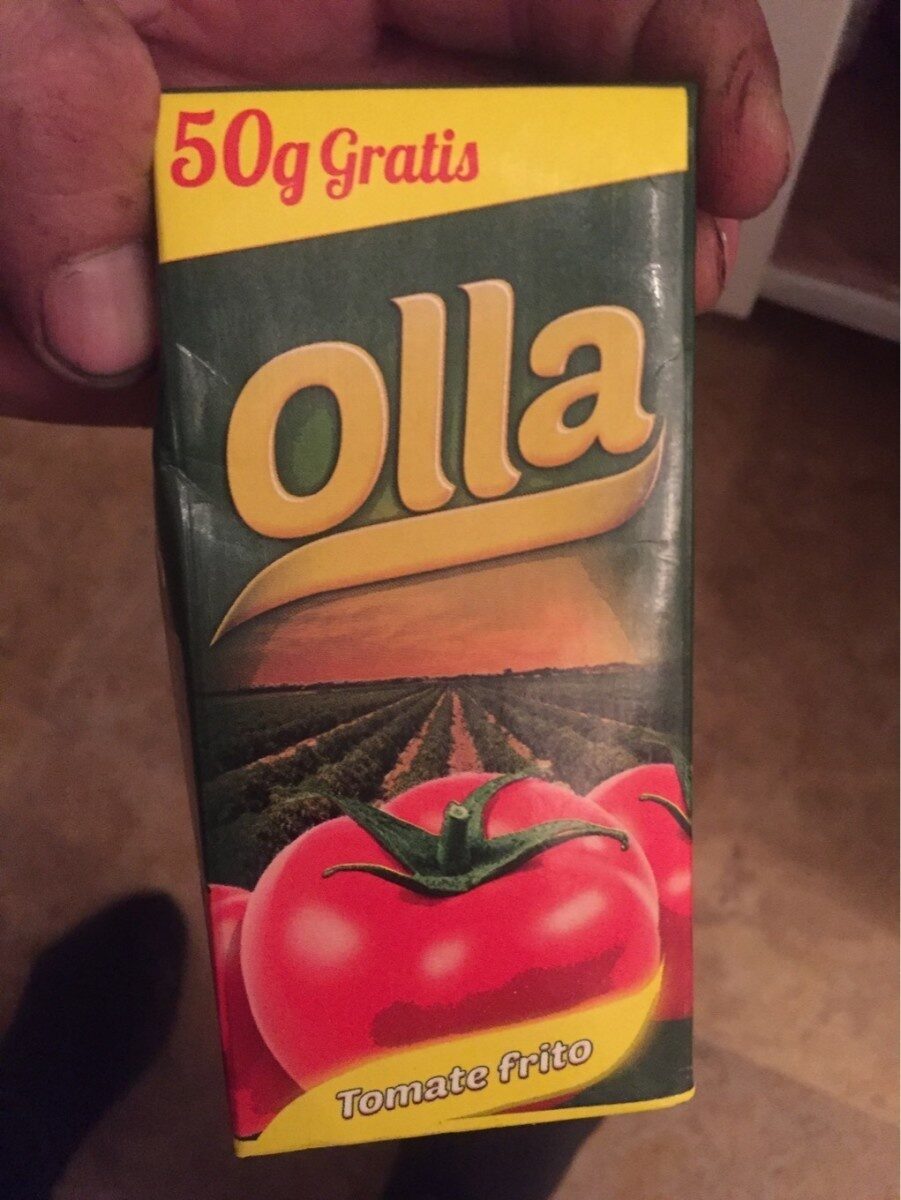 50g Gratis
olla
Tomate frito